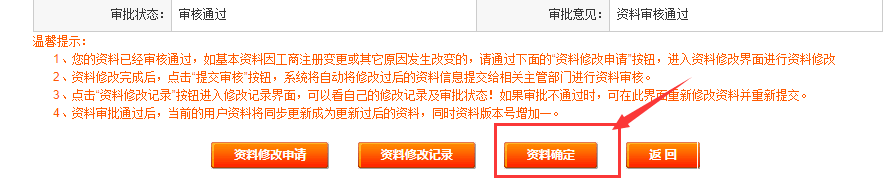 审批状态： 审核通过 审批意见： 资料审核通过
温馨提示：
1、您的资料已经审核通过，如基本资料因工商注册变更或其它原因发生改变的，请通过下面的“资料修改申请”按钮，进入资料修改界面进行资料修改
2、资料修改完成后，点击“提交审核”按钮，系统将自动将修改过后的资料信息提交给相关主管部门进行资料审核。
3、点击“资料修改记录”按钮进入修改记录界面，可以看自己的修改记录及审批状态！如果审批不通过时，可在此界面重新修改资料并重新提交。
4、资料审批通过后，当前的用户资料将同步更新成为更新过后的资料，同时资料版本号增加一。
资料修改申请 资料修改记录 资料确定 返 回